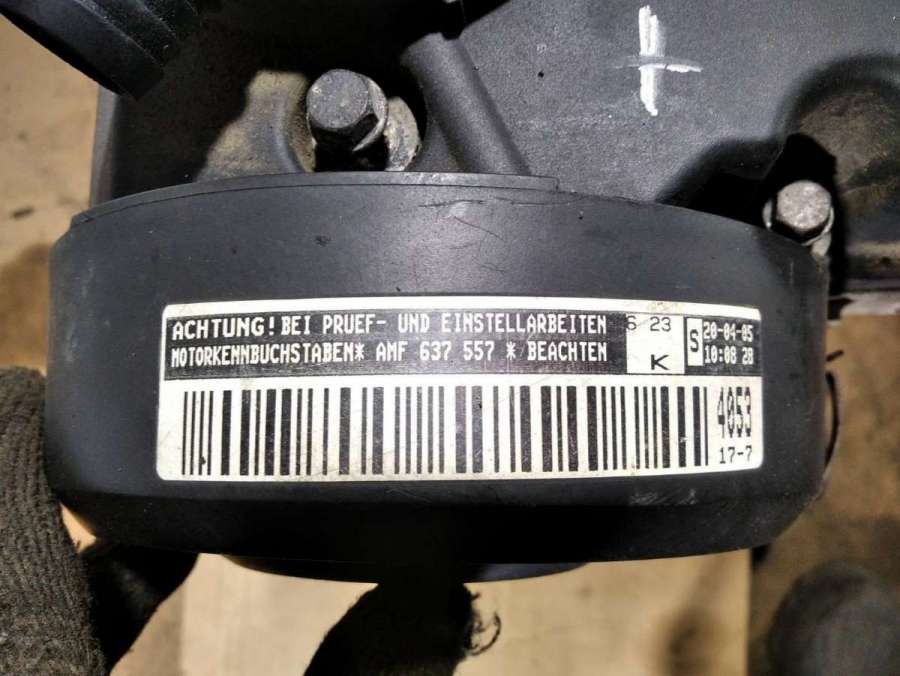 ACHTUNG! BEI PRUEF- UND EINSTELLARBEITEN
MOTORKENNBUCHSTABEN* AMF 637 557 * BEACHTEN
S 23
K
S
20-04-05
10:08 28
4053
17-7